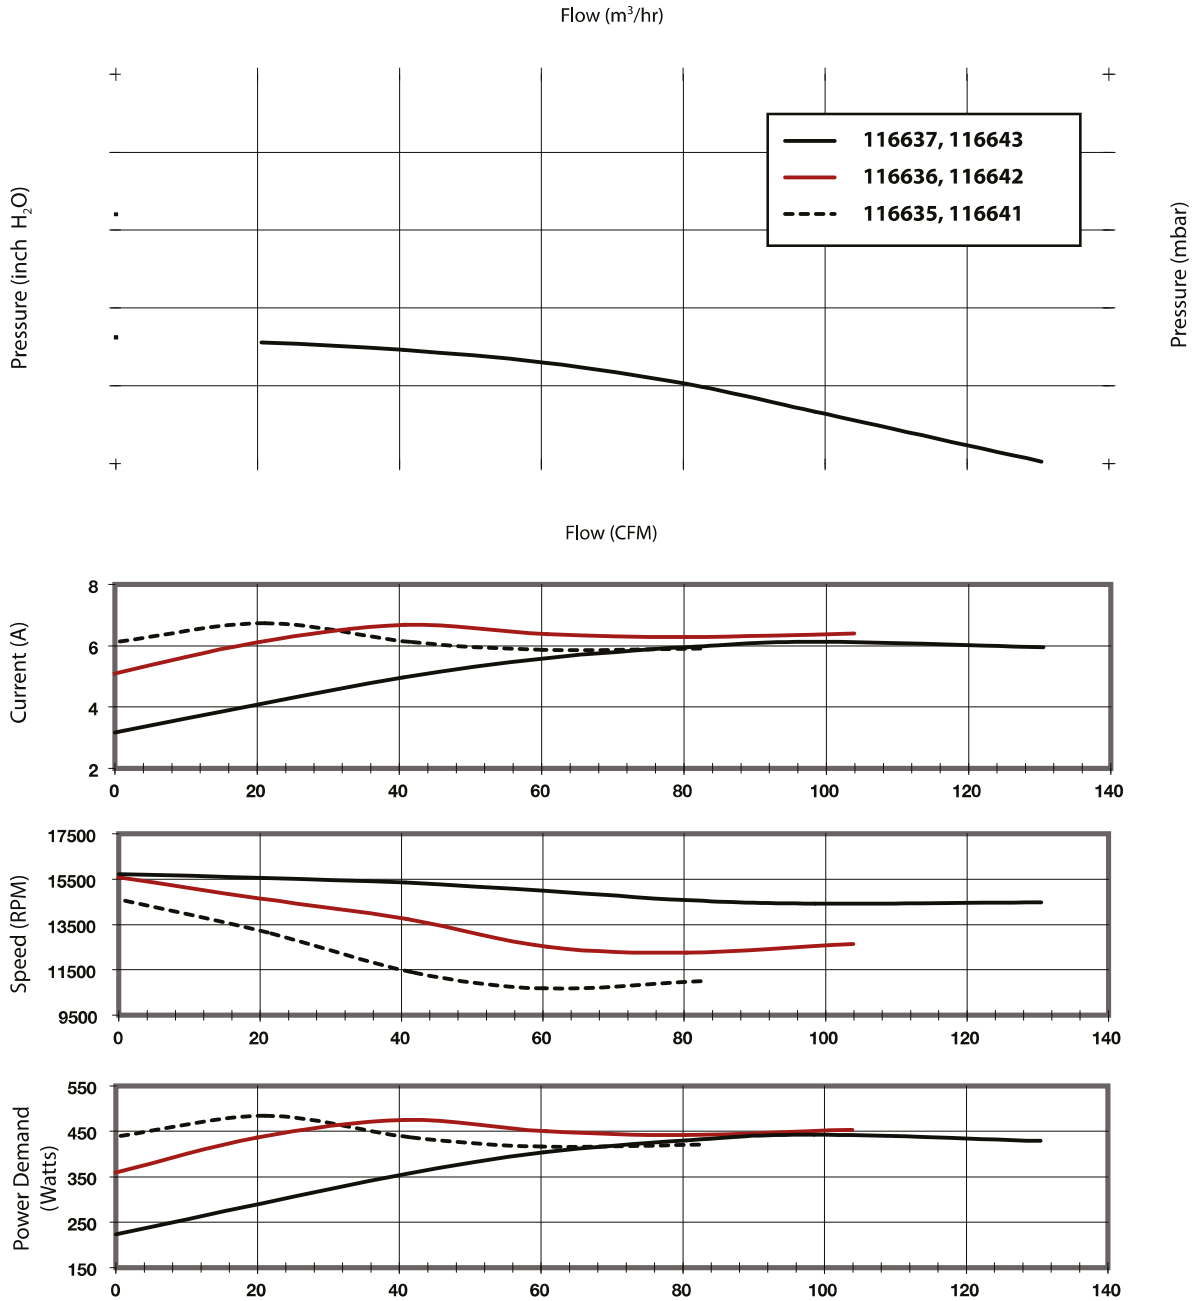 Flow (m³/hr)
116637, 116643
116636, 116642
116635, 116641
Pressure (inch H₂O)
Pressure (mbar)
Flow (CFM)
Current (A)
8
6
4
2
0 20 40 60 80 100 120 140
Speed (RPM)
17500
15500
13500
11500
9500
0 20 40 60 80 100 120 140
Power Demand
(Watts)
550
450
350
250
150
0 20 40 60 80 100 120 140